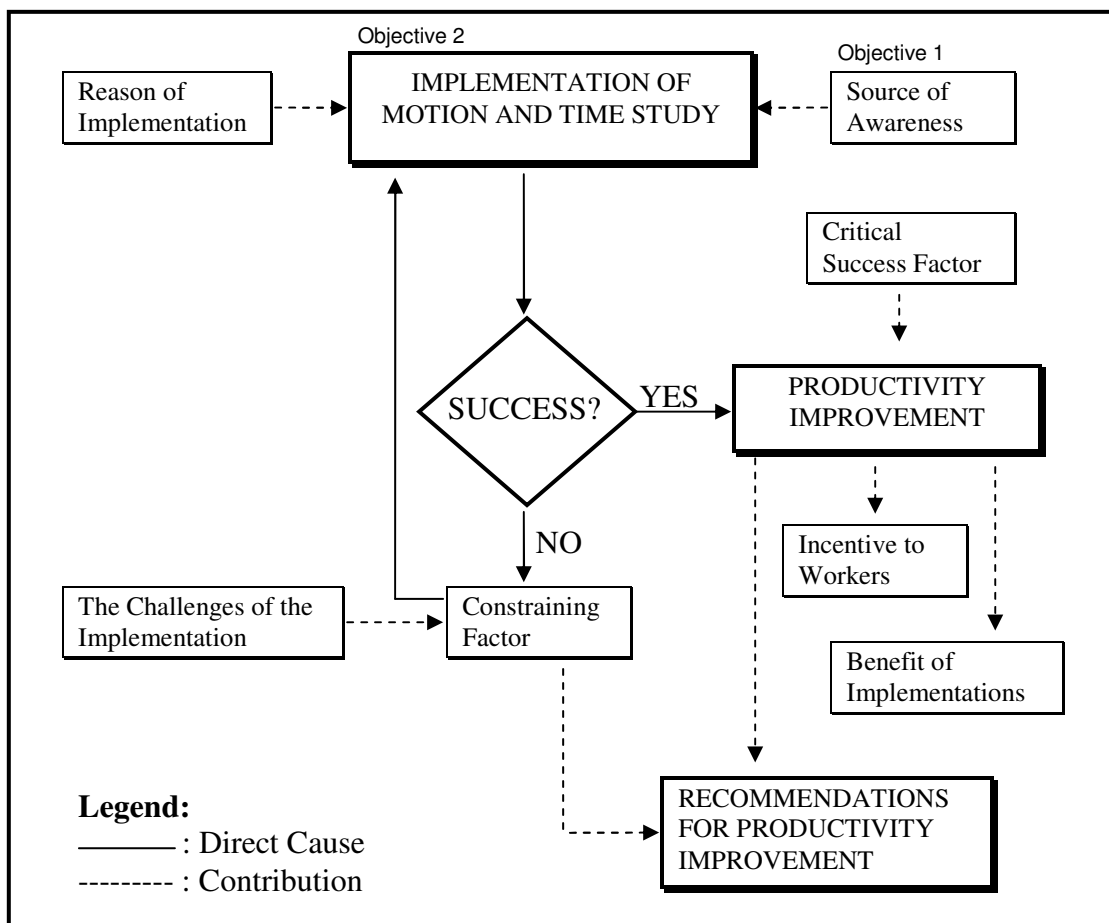 Objective 2
Objective 1
Reason of
Implementation
IMPLEMENTATION OF
MOTION AND TIME STUDY
Source of
Awareness
Critical
Success Factor
SUCCESS?
YES
PRODUCTIVITY
IMPROVEMENT
NO
Incentive to
Workers
The Challenges of the
Implementation
Constraining
Factor
Benefit of
Implementations
RECOMMENDATIONS
FOR PRODUCTIVITY
IMPROVEMENT
Legend:
: Direct Cause
: Contribution